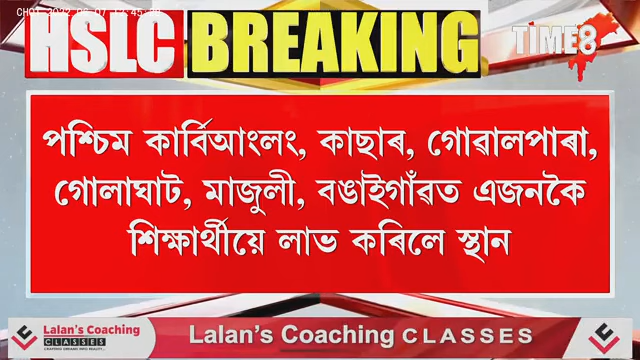 HSLC BREAKING
TIME8
পশ্চিম কাৰ্বিআংলং, কাছাৰ, গোৱালপাৰা,
গোলাঘাট, মাজুলী, বঙাইগাঁৱত এজনকৈ
শিক্ষাৰ্থীয়ে লাভ কৰিলে স্থান
Lalan's Coaching
CLASSES
Lalan's Coaching CLASSES